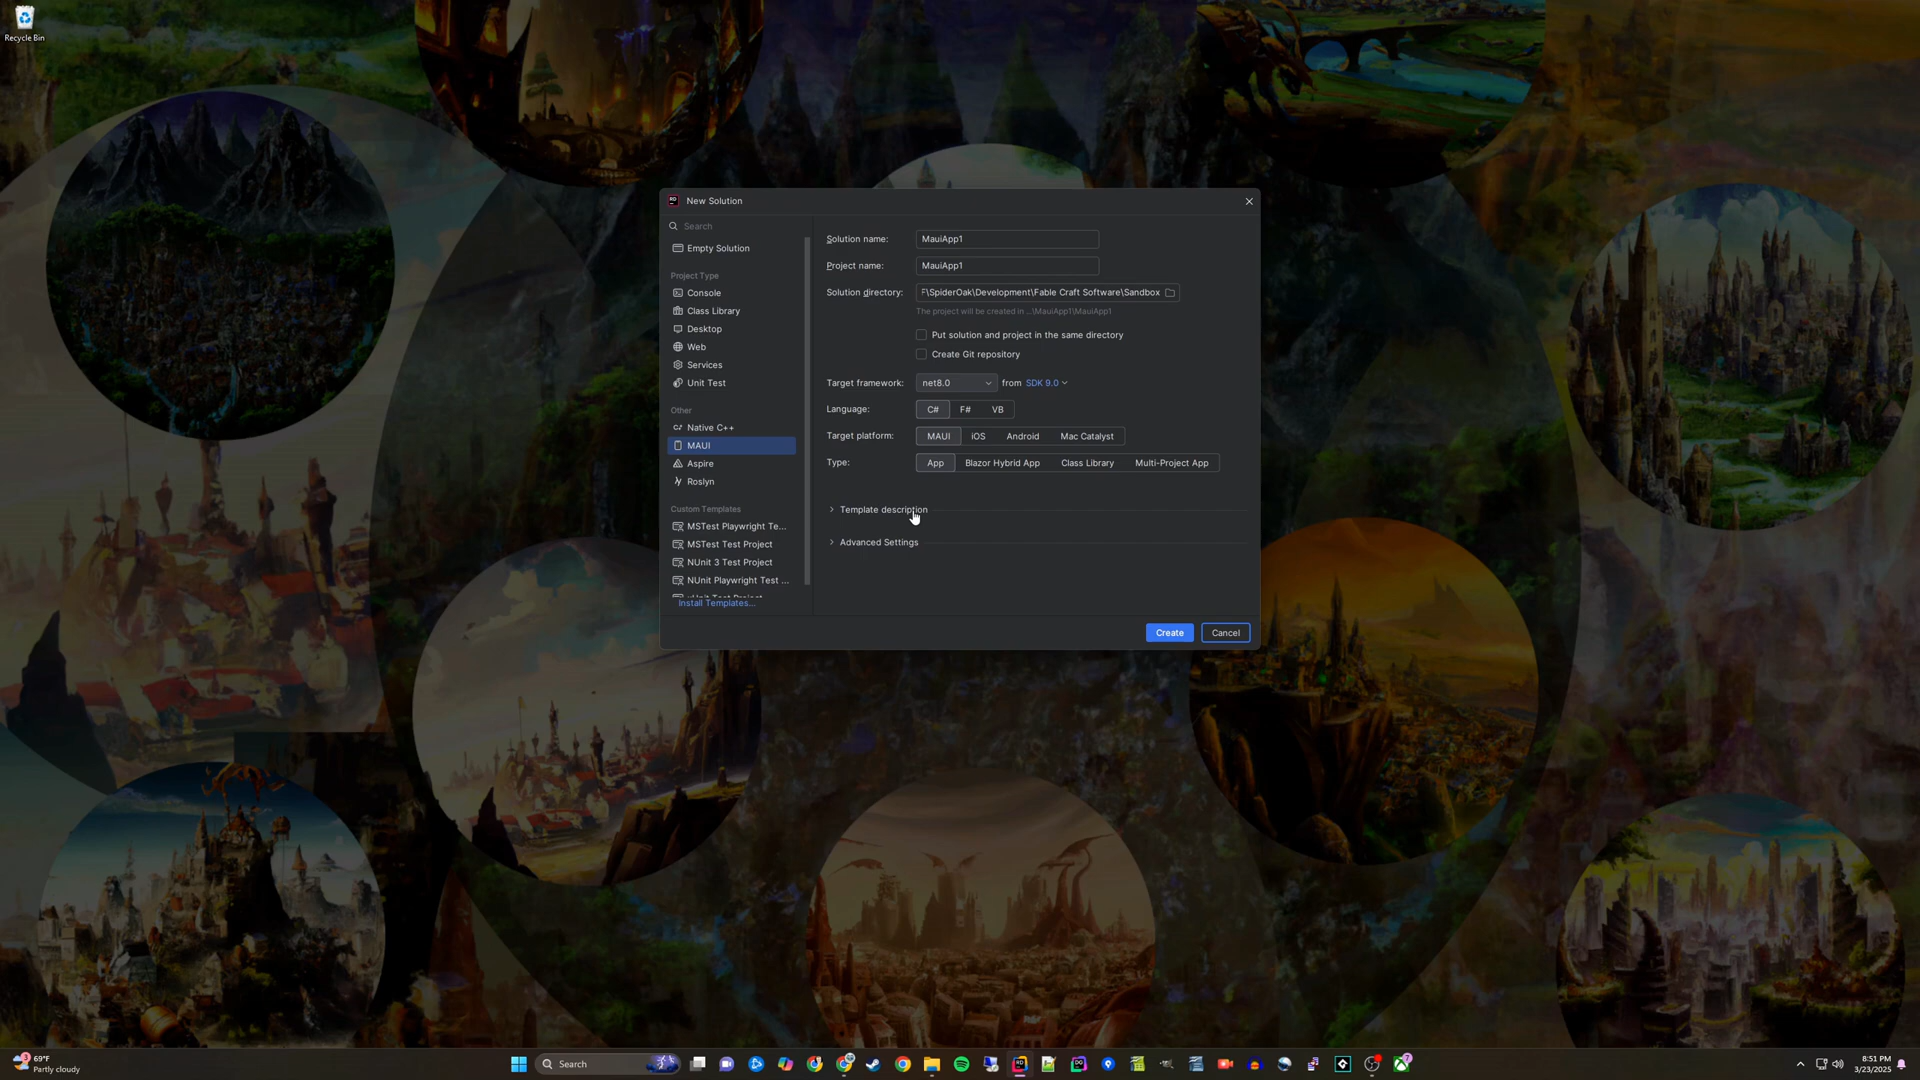 Recycle Bin
New Solution
Search
Empty Solution
Project Type
Console
Class Library
Desktop
Web
Services
Unit Test
Other
Native C++
MAUI
Aspire
Roslyn
Custom Templates
MSTest Playwright Te...
MSTest Test Project
NUnit 3 Test Project
NUnit Playwright Test ...
Install Templates...
Solution name: MauiApp1
Project name: MauiApp1
Solution directory: F\SpiderOak\Development\Fable Craft Software\Sandbox
The project will be created in ...\MauiApp1\MauiApp1
Put solution and project in the same directory
Create Git repository
Target framework: net8.0 from SDK 9.0
Language: C# F# VB
Target platform: MAUI iOS Android Mac Catalyst
Type: App Blazor Hybrid App Class Library Multi-Project App
Template description
Advanced Settings
Create Cancel
3 69°F
Partly cloudy
Search
8:51 PM
3/23/2025